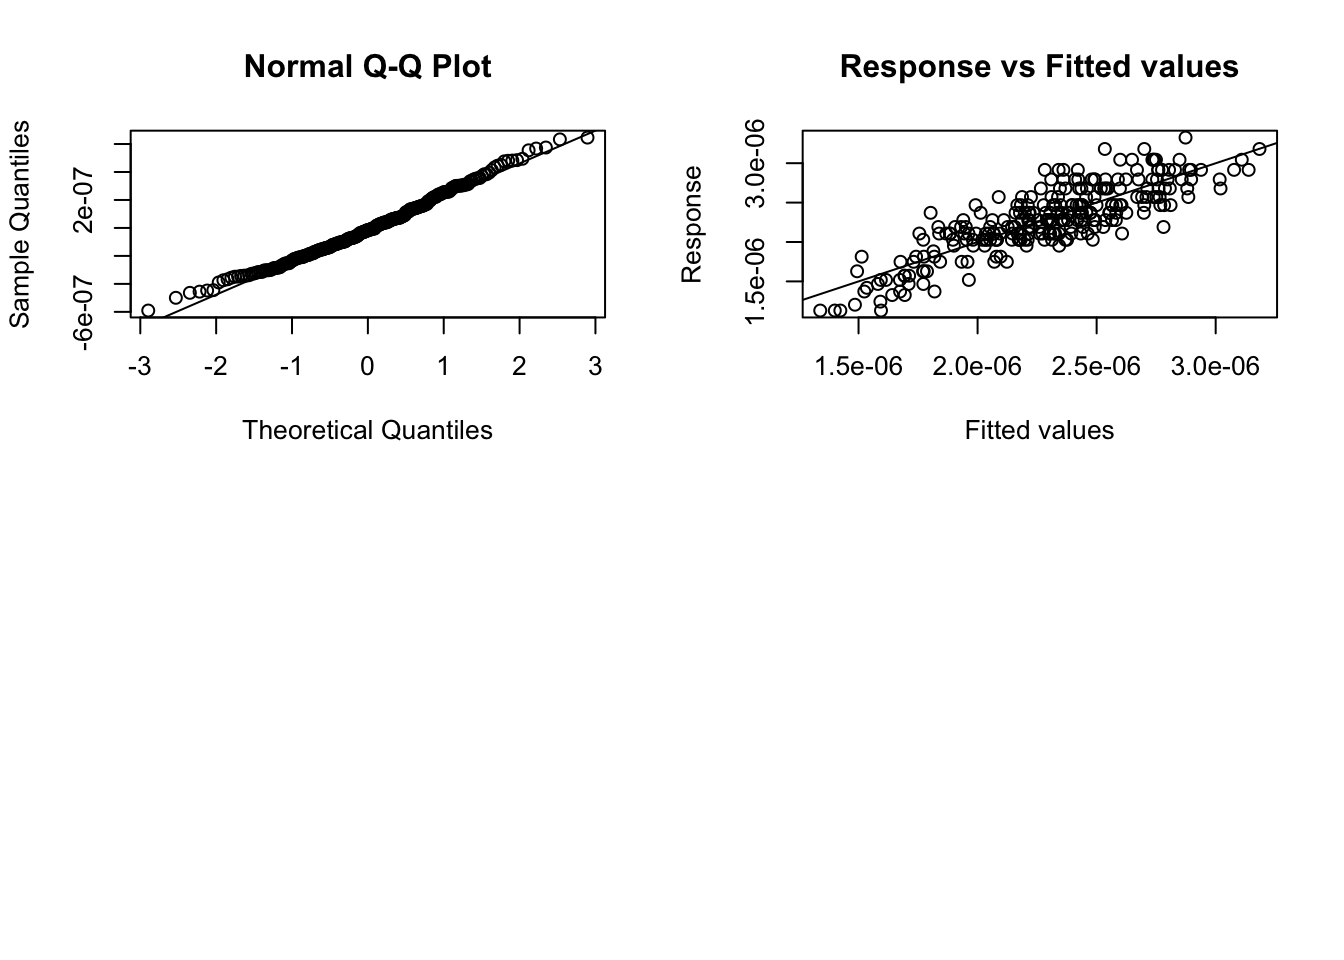 Normal Q-Q Plot
Sample Quantiles
-6e-07 2e-07
-3 -2 -1 0 1 2 3
Theoretical Quantiles
Response vs Fitted values
Response
1.5e-06 3.0e-06
1.5e-06 2.0e-06 2.5e-06 3.0e-06
Fitted values